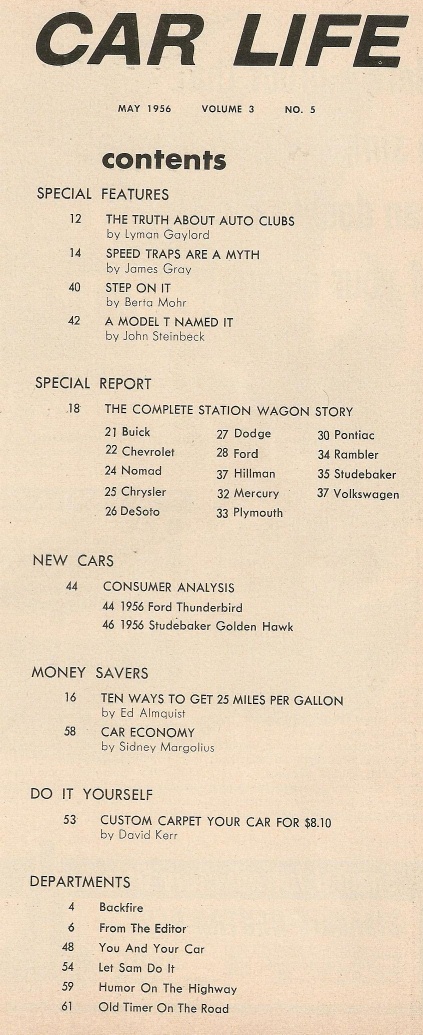 CAR LIFE
MAY 1956 VOLUME 3 NO. 5
contents
SPECIAL FEATURES
12 THE TRUTH ABOUT AUTO CLUBS
by Lyman Gaylord
14 SPEED TRAPS ARE A MYTH
by James Gray
40 STEP ON IT
by Berta Mohr
42 A MODEL T NAMED IT
by John Steinbeck
SPECIAL REPORT
18 THE COMPLETE STATION WAGON STORY
21 Buick 27 Dodge 30 Pontiac
22 Chevrolet 28 Ford 34 Rambler
24 Nomad 37 Hillman 35 Studebaker
25 Chrysler 32 Mercury 37 Volkswagen
26 DeSoto 33 Plymouth
NEW CARS
44 CONSUMER ANALYSIS
44 1956 Ford Thunderbird
46 1956 Studebaker Golden Hawk
MONEY SAVERS
16 TEN WAYS TO GET 25 MILES PER GALLON
by Ed Almquist
58 CAR ECONOMY
by Sidney Margolius
DO IT YOURSELF
53 CUSTOM CARPET YOUR CAR FOR $8.10
by David Kerr
DEPARTMENTS
4 Backfire
6 From The Editor
48 You And Your Car
54 Let Sam Do It
59 Humor On The Highway
61 Old Timer On The Road